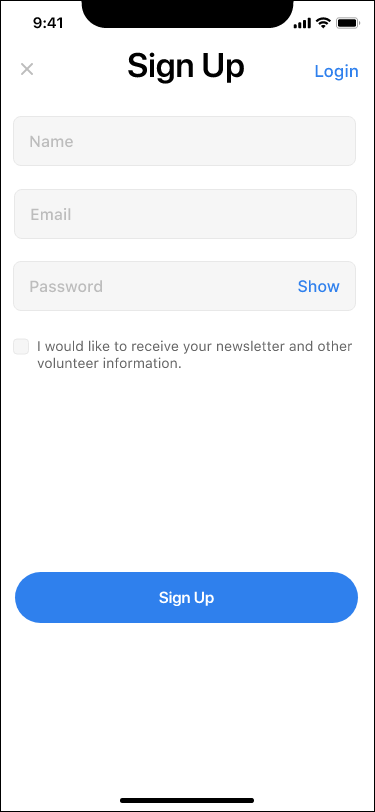 9:41
Sign Up
Login
Name
Email
Password
Show
I would like to receive your newsletter and other
volunteer information.
Sign Up